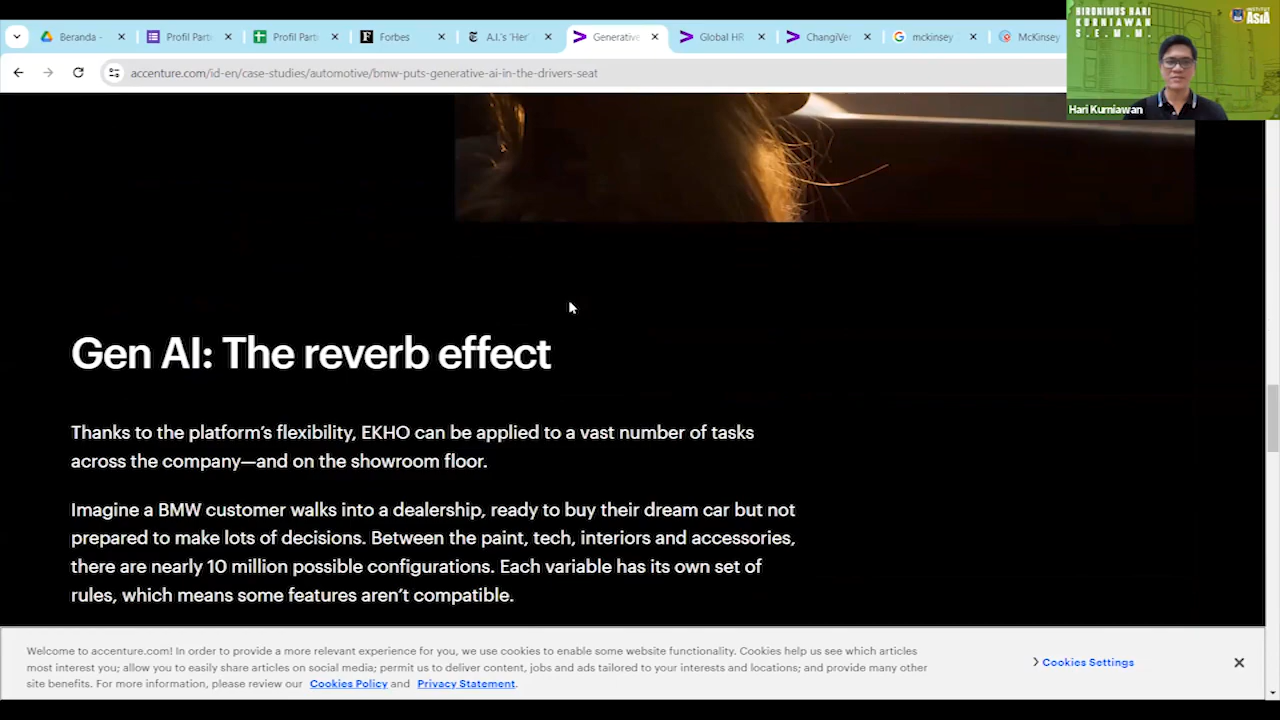 Beranda -
Profil Parti
Profil Parti
Forbes
A.I.'s 'Her'
Generative
Global HR
ChangiVer
mckinsey
McKinsey
accenture.com/id-en/case-studies/automotive/bmw-puts-generative-ai-in-the-drivers-seat
HIRONIMUS HARI
KURNIAWAN
S.E.M.M.
INSTITUT
ASIA
Hari Kurniawan
Gen AI: The reverb effect
Thanks to the platform's flexibility, EKHO can be applied to a vast number of tasks
across the company—and on the showroom floor.
Imagine a BMW customer walks into a dealership, ready to buy their dream car but not
prepared to make lots of decisions. Between the paint, tech, interiors and accessories,
there are nearly 10 million possible configurations. Each variable has its own set of
rules, which means some features aren't compatible.
Welcome to accenture.com! In order to provide a more relevant experience for you, we use cookies to enable some website functionality. Cookies help us see which articles
most interest you; allow you to easily share articles on social media; permit us to deliver content, jobs and ads tailored to your interests and locations; and provide many other
site benefits. For more information, please review our Cookies Policy and Privacy Statement.
Cookies Settings